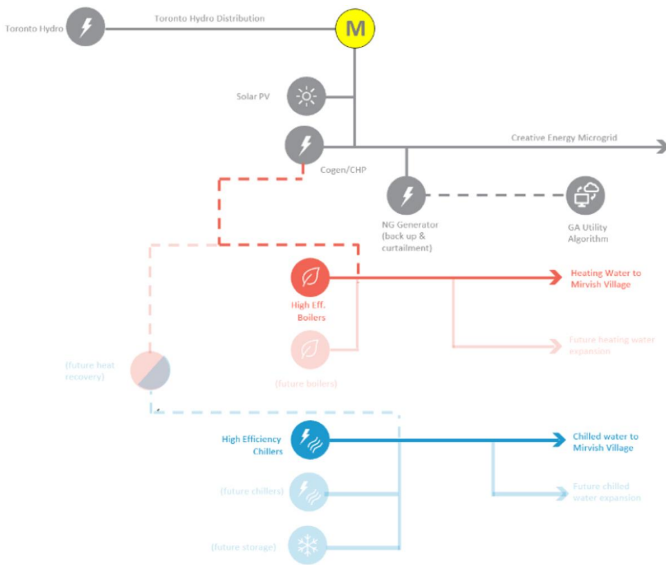 Toronto Hydro Distribution
Toronto Hydro
M
Solar PV
Creative Energy Microgrid
Cogen/CHP
NG Generator
(back up &
curtailment)
GA Utility
Algorithm
High Eff.
Boilers
Heating Water to
Mirvish Village
Future heating water
expansion
(future heat
recovery)
(future boilers)
High Efficiency
Chillers
Chilled water to
Mirvish Village
(future chillers)
Future chilled
water expansion
(future storage)